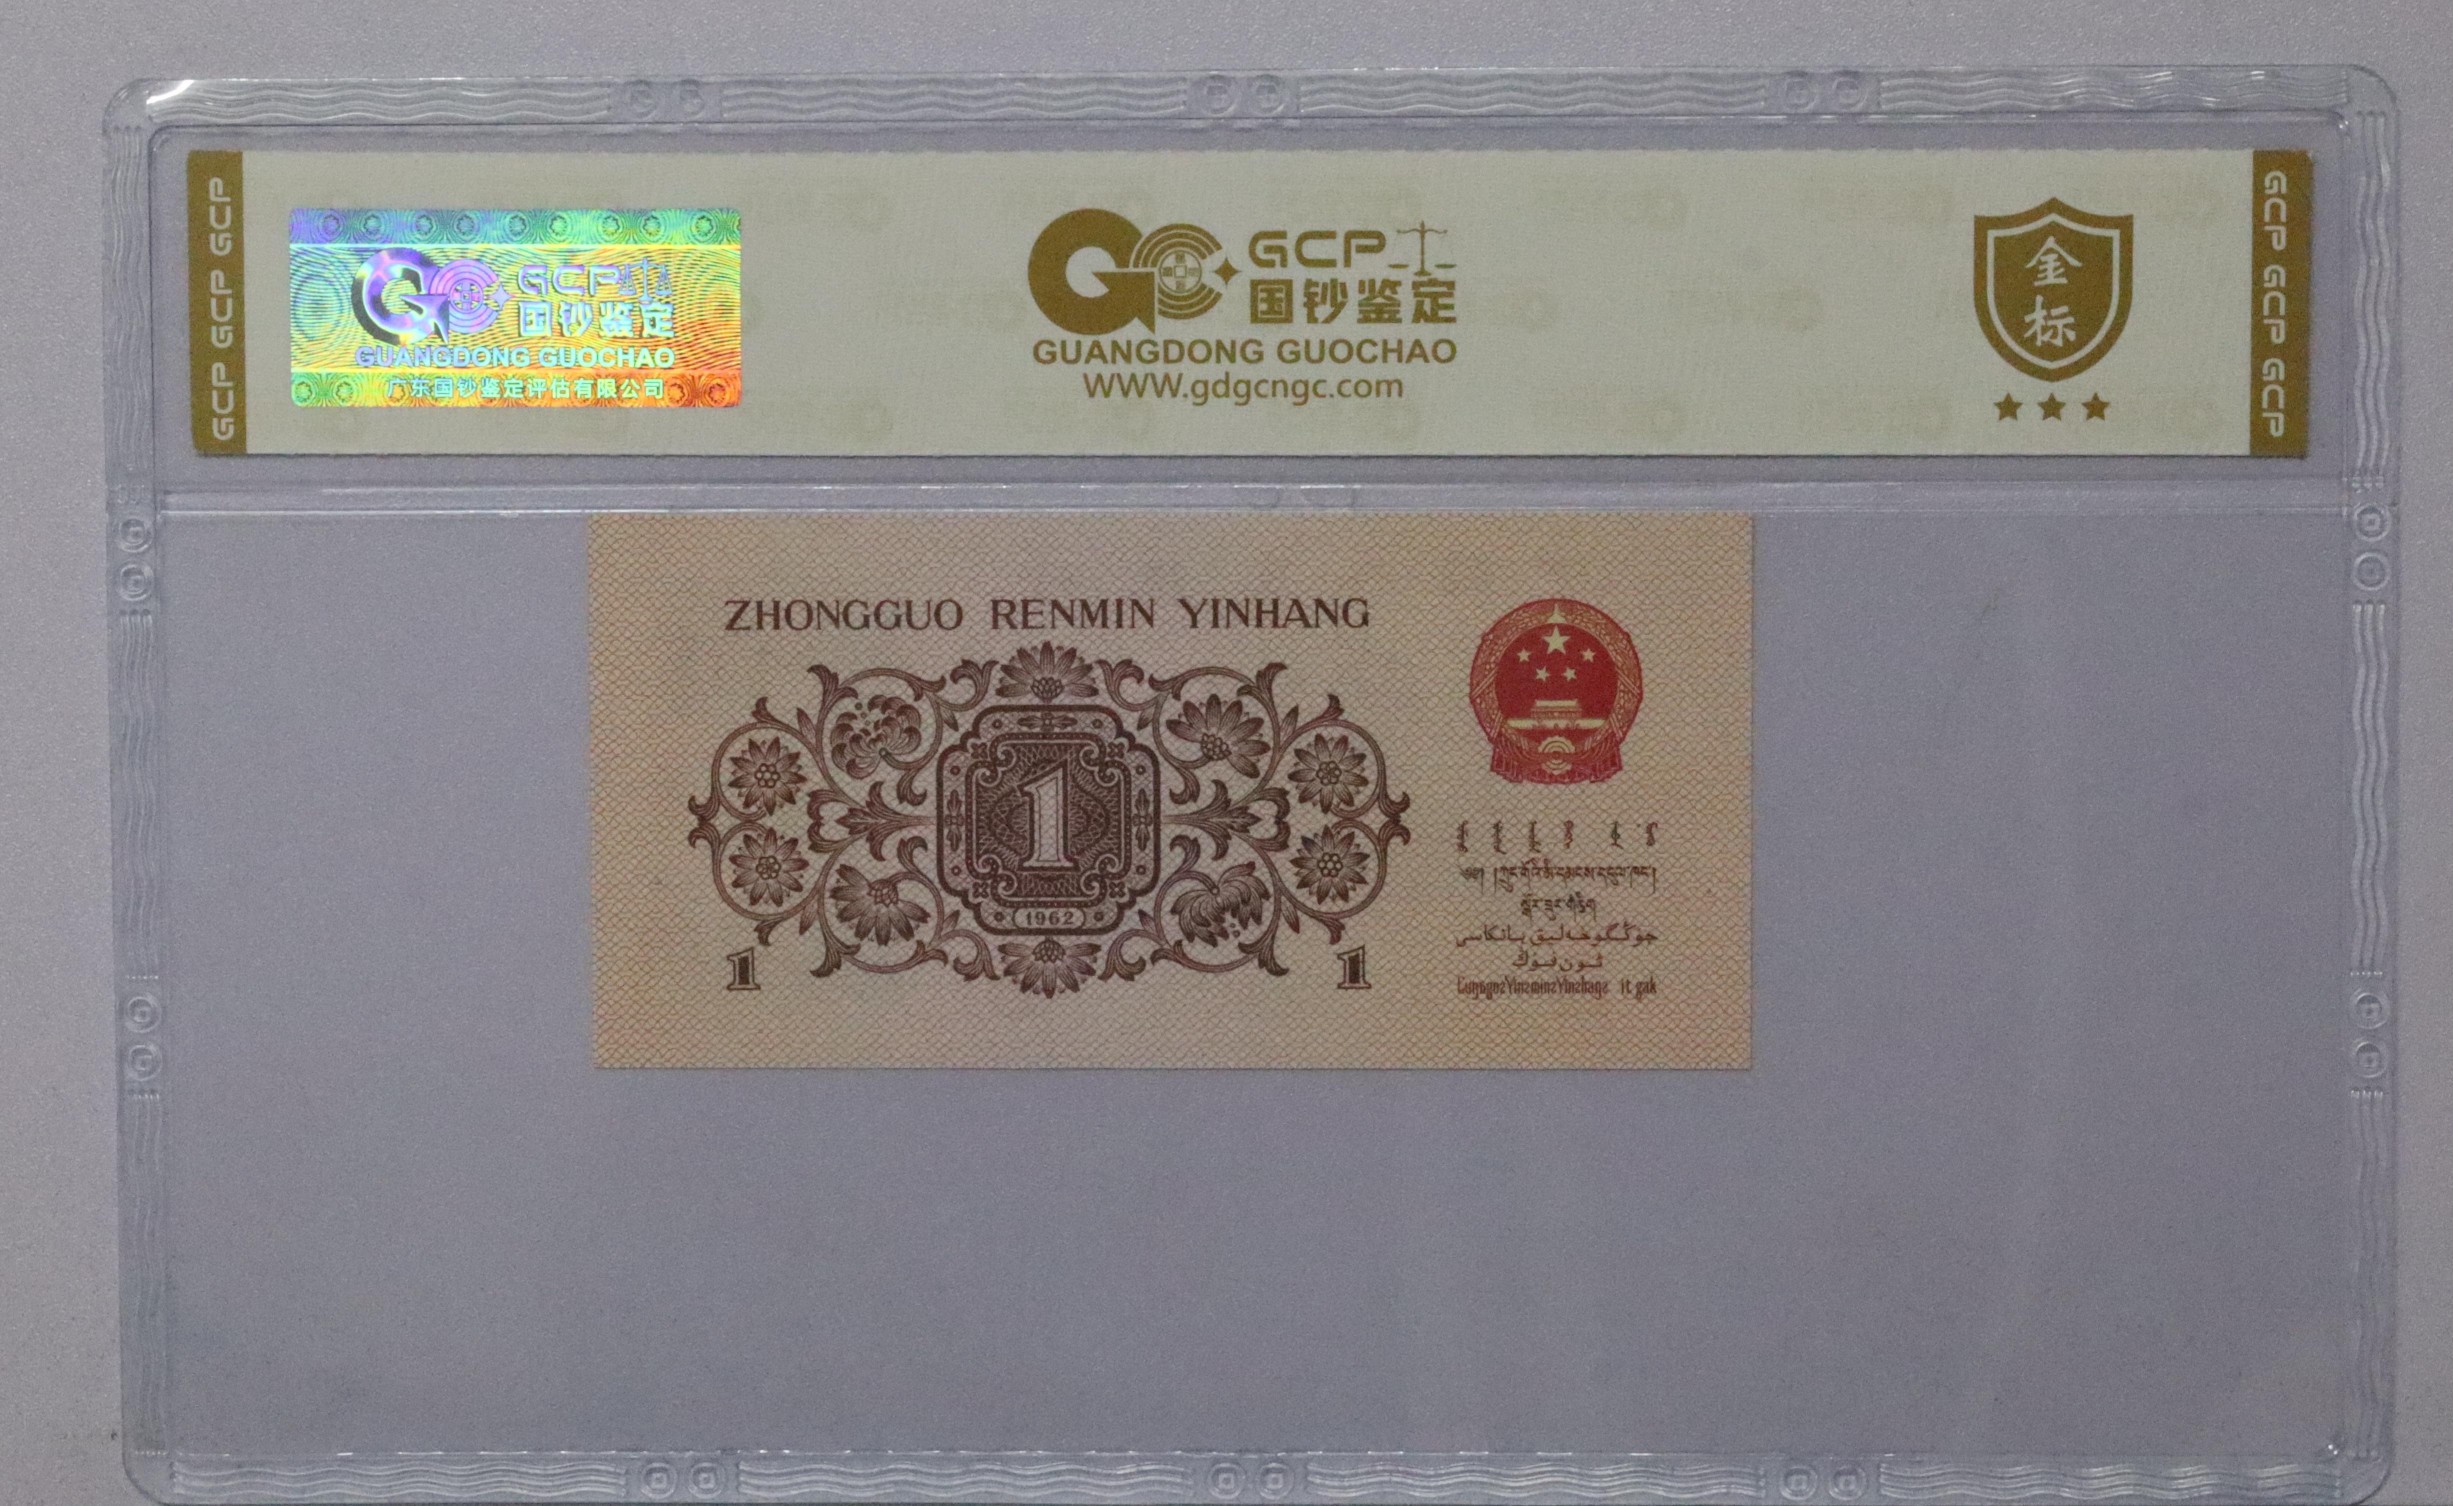 GCP GCP GCP
GCP
国钞鉴定
GUANGDONG GUOCHAO
广东国钞鉴定评估有限公司
GCP
国钞鉴定
GUANGDONG GUOCHAO
WWW.gdgcngc.com
金
标
GCP GCP GCP
ZHONGGUO RENMIN YINHANG
1
1962
1
1